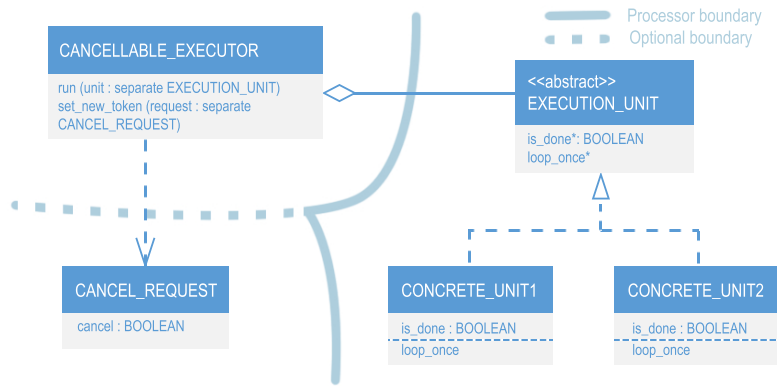 Processor boundary
Optional boundary
CANCELLABLE_EXECUTOR
run (unit : separate EXECUTION_UNIT)
set_new_token (request : separate
CANCEL_REQUEST)
<<abstract>>
EXECUTION_UNIT
is_done*: BOOLEAN
loop_once*
CANCEL_REQUEST
cancel : BOOLEAN
CONCRETE_UNIT1
is_done : BOOLEAN
loop_once
CONCRETE_UNIT2
is_done : BOOLEAN
loop_once